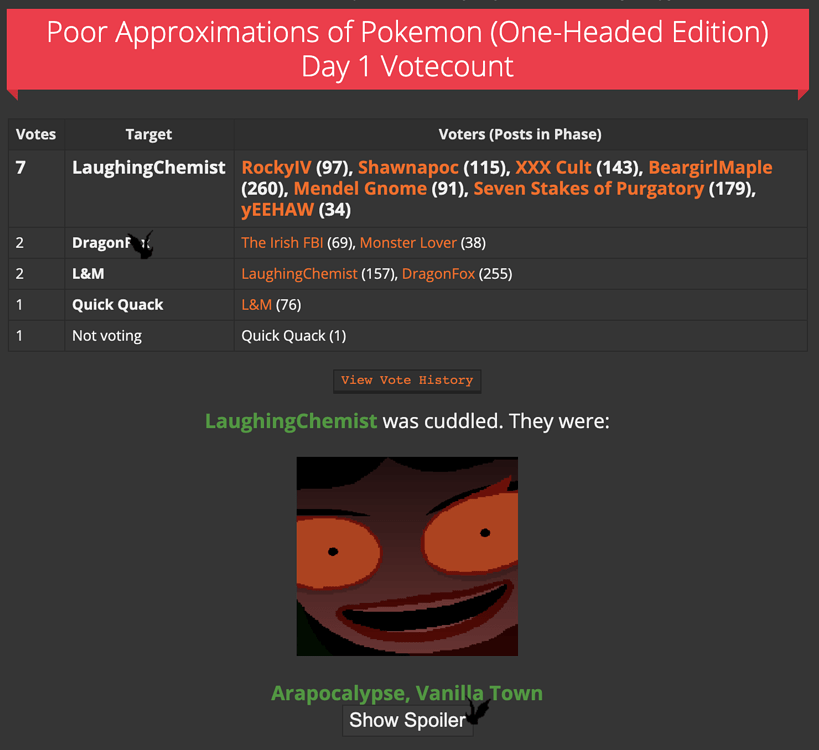 Poor Approximations of Pokemon (One-Headed Edition)
Day 1 Votecount
Votes Target Voters (Posts in Phase)
7 LaughingChemist RockyIV (97), Shawnapoc (115), XXX Cult (143), BeargirlMaple
(260), Mendel Gnome (91), Seven Stakes of Purgatory (179),
yEEHAW (34)
2 DragonFox The Irish FBI (69), Monster Lover (38)
2 L&M LaughingChemist (157), DragonFox (255)
1 Quick Quack L&M (76)
1 Not voting Quick Quack (1)
View Vote History
LaughingChemist was cuddled. They were:
Arapocalypse, Vanilla Town
Show Spoiler